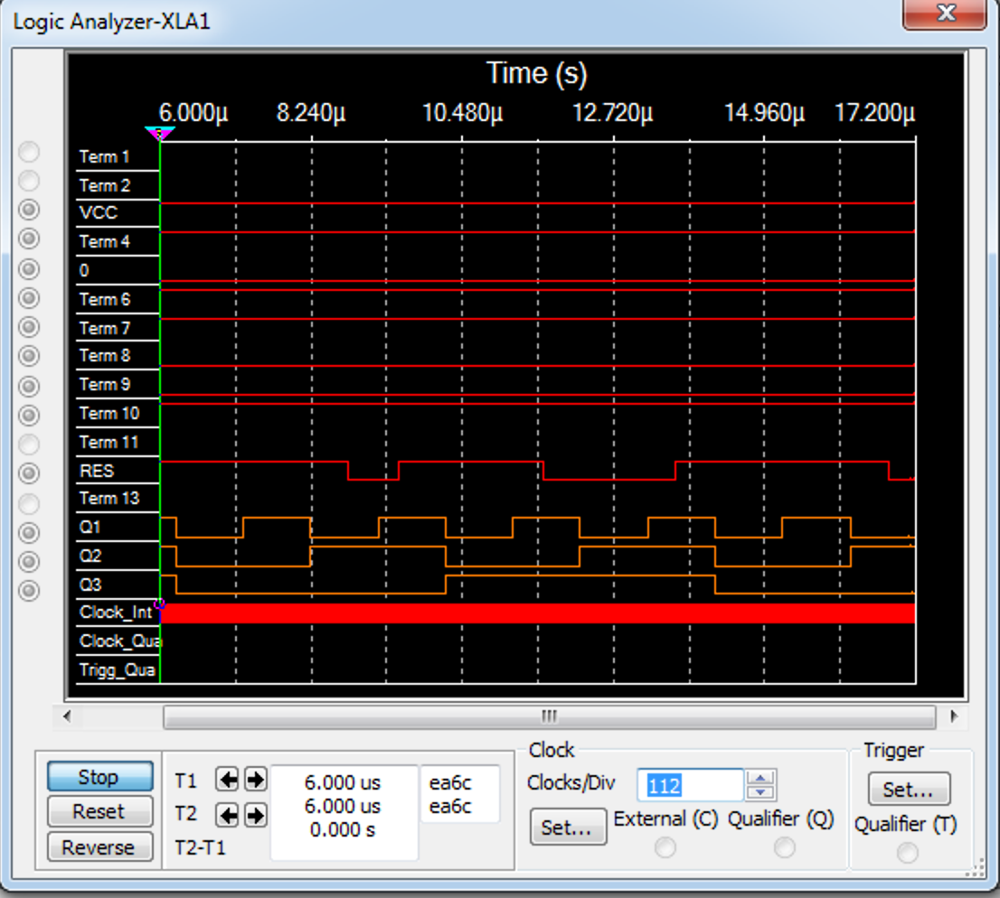 Logic Analyzer-XLA1
Time (s)
6.000µ 8.240µ 10.480µ 12.720µ 14.960µ 17.200µ
Term 1
Term 2
VCC
Term 4
0
Term 6
Term 7
Term 8
Term 9
Term 10
Term 11
RES
Term 13
Q1
Q2
Q3
Clock_Int
Clock_Qua
Trigg_Qua
Stop
Reset
Reverse
T1
T2
T2-T1
6.000 us ea6c
6.000 us ea6c
0.000 s
Clock
Clocks/Div 112
Set...
External (C) Qualifier (Q)
Trigger
Set...
Qualifier (T)